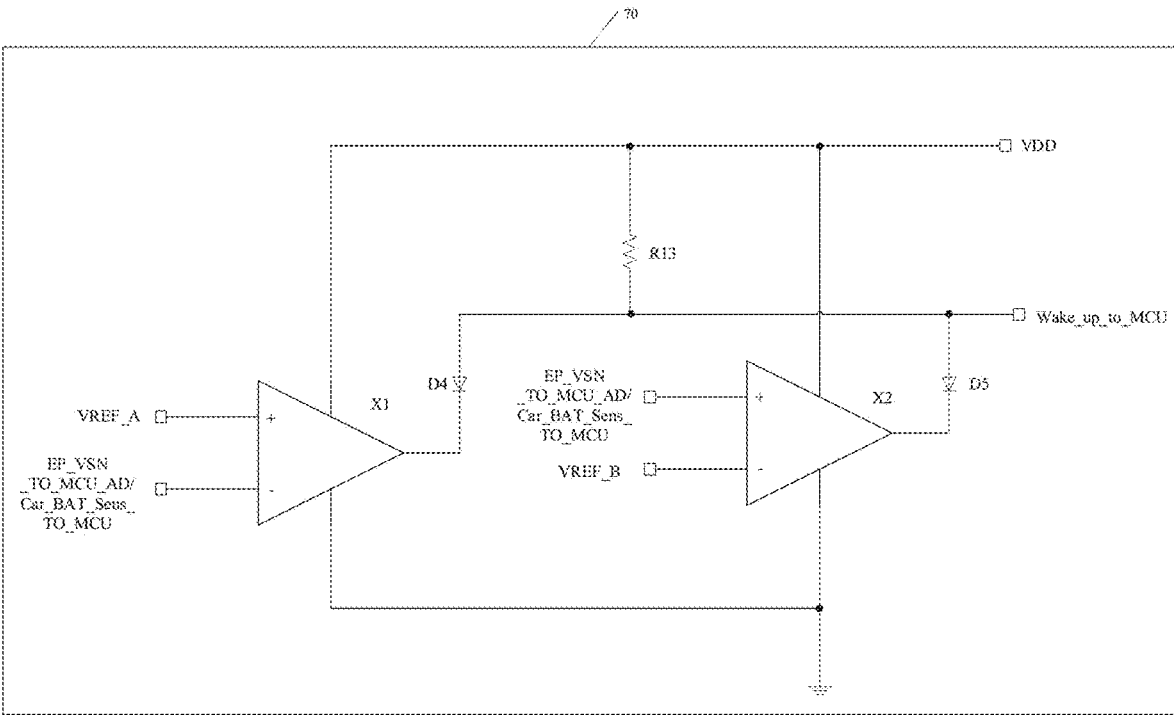 70
VDD
R13
Wake_up_to_MCU
D4
EP_VSN
_TO_MCU_AD/
Car_BAT_Sens_
TO_MCU
D5
X1
X2
VREF_A
+
+
EP_VSN
_TO_MCU_AD/
Car_BAT_Sens_
TO_MCU
-
VREF_B
-